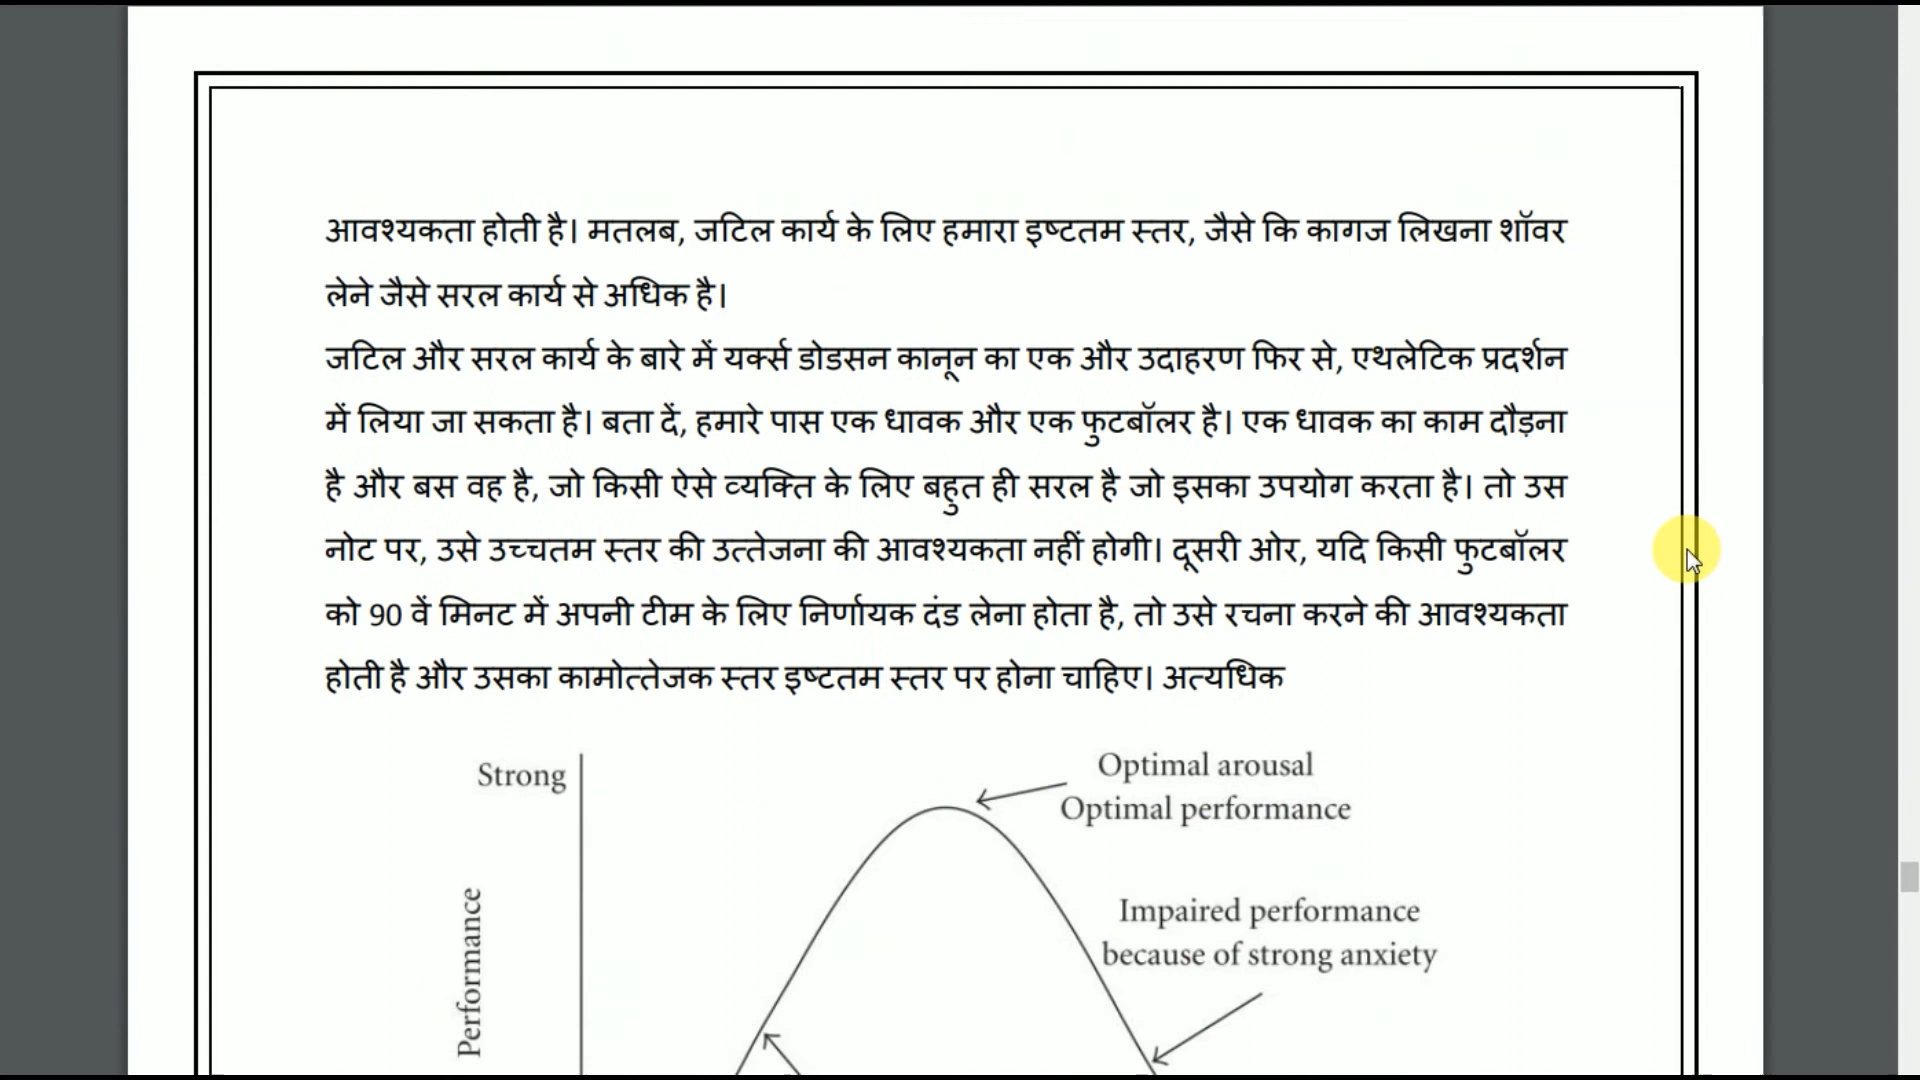 आवश्यकता होती है। मतलब, जटिल कार्य के लिए हमारा इष्टतम स्तर, जैसे कि कागज लिखना शॉवर
लेने जैसे सरल कार्य से अधिक है।
जटिल और सरल कार्य के बारे में यर्क्स डोडसन कानून का एक और उदाहरण फिर से, एथलेटिक प्रदर्शन
में लिया जा सकता है। बता दें, हमारे पास एक धावक और एक फुटबॉलर है। एक धावक का काम दौड़ना
है और बस वह है, जो किसी ऐसे व्यक्ति के लिए बहुत ही सरल है जो इसका उपयोग करता है। तो उस
नोट पर, उसे उच्चतम स्तर की उत्तेजना की आवश्यकता नहीं होगी। दूसरी ओर, यदि किसी फुटबॉलर
को 90 वें मिनट में अपनी टीम के लिए निर्णायक दंड लेना होता है, तो उसे रचना करने की आवश्यकता
होती है और उसका कामोत्तेजक स्तर इष्टतम स्तर पर होना चाहिए। अत्यधिक
Strong
Optimal arousal
Optimal performance
Impaired performance
because of strong anxiety
Performance